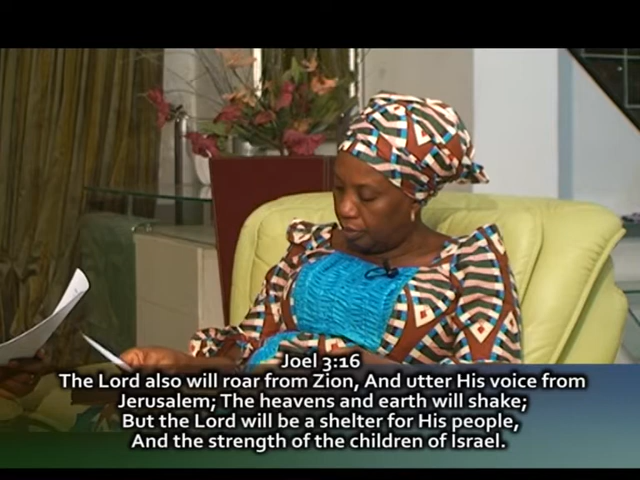 Joel 3:16
The Lord also will roar from Zion, And utter His voice from
Jerusalem; The heavens and earth will shake;
But the Lord will be a shelter for His people,
And the strength of the children of Israel.